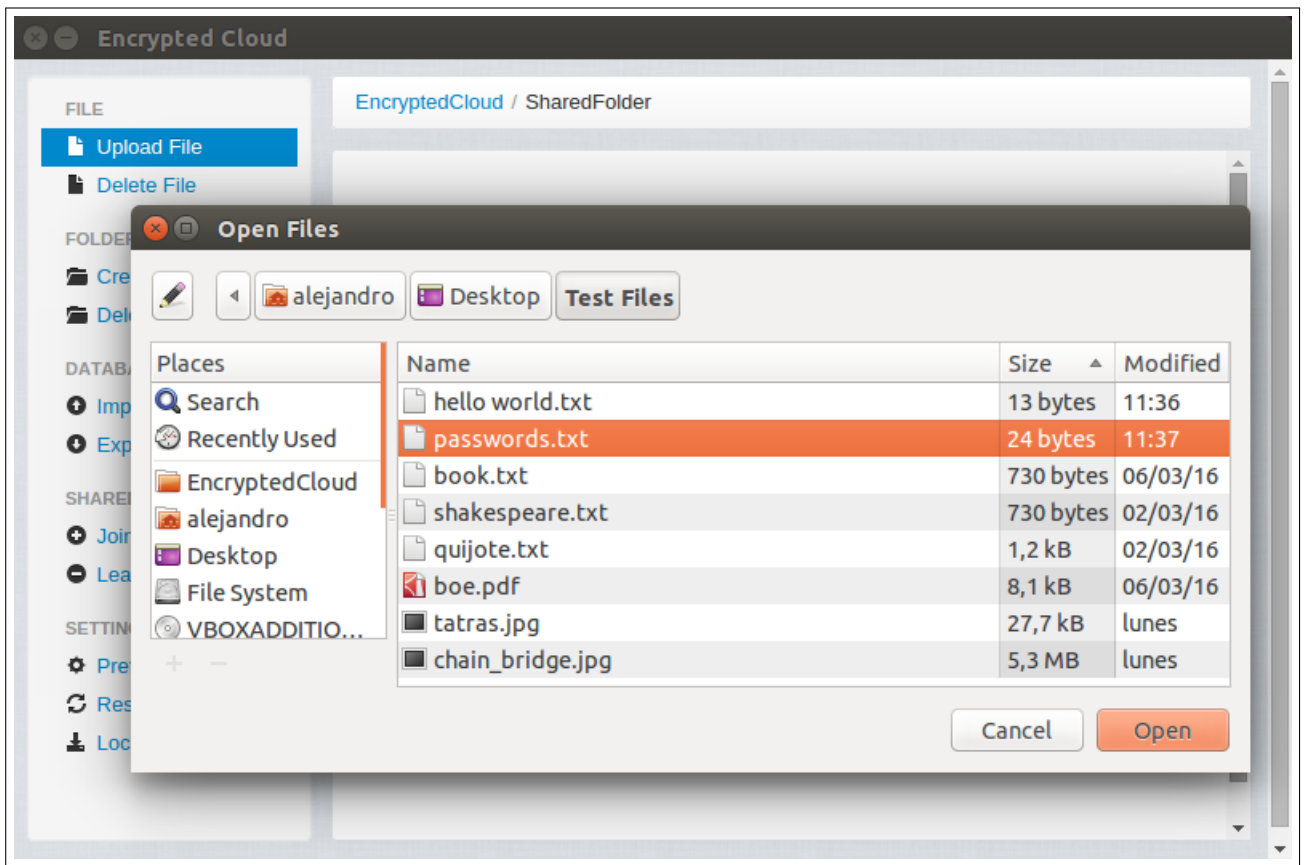 Encrypted Cloud
FILE
EncryptedCloud / SharedFolder
Upload File
Delete File
Open Files
alejandro Desktop Test Files
Places
Search
Recently Used
EncryptedCloud
alejandro
Desktop
File System
VBOXADDITIO...
Name Size Modified
hello world.txt 13 bytes 11:36
passwords.txt 24 bytes 11:37
book.txt 730 bytes 06/03/16
shakespeare.txt 730 bytes 02/03/16
quijote.txt 1,2 kB 02/03/16
boe.pdf 8,1 kB 06/03/16
tatras.jpg 27,7 kB lunes
chain_bridge.jpg 5,3 MB lunes
Cancel Open